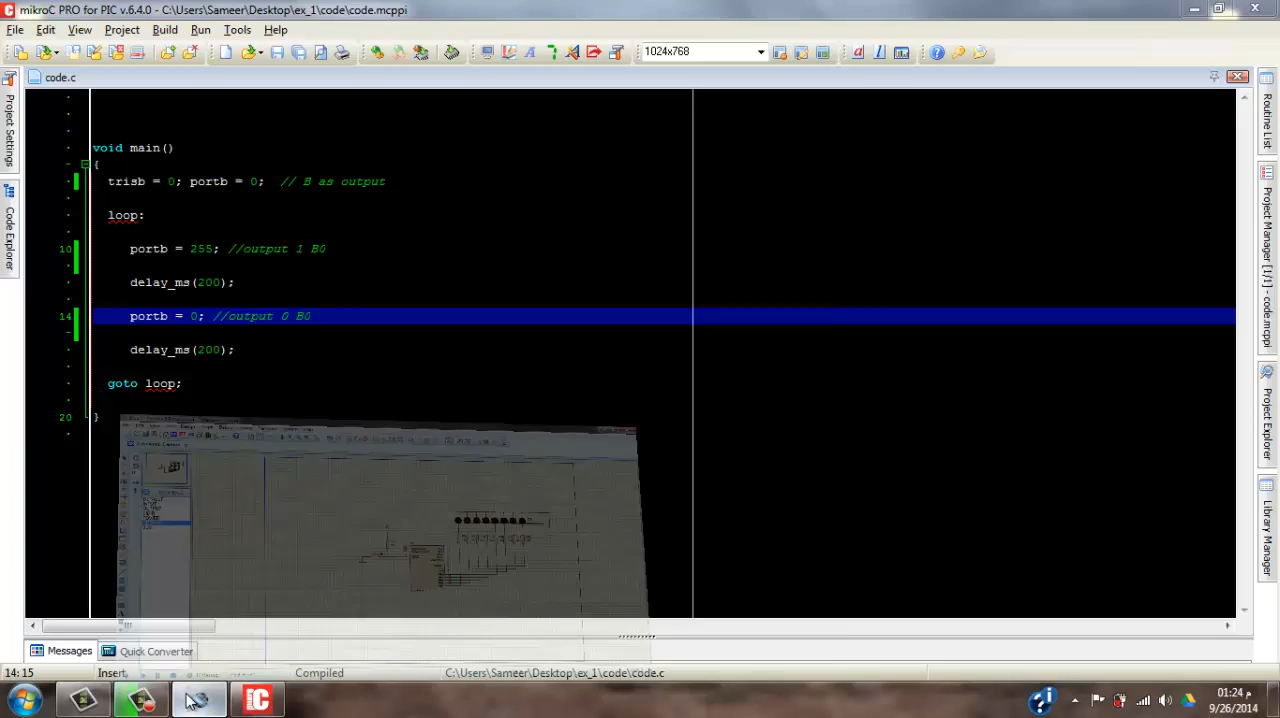 mikroC PRO for PIC v.6.4.0 - C:\Users\Sameer\Desktop\ex_1\code\code.mcppi
File Edit View Project Build Run Tools Help
1024x768
code.c
Project Settings
Code Explorer
Routine List
Project Manager [1/1] - code.mcppi
Project Explorer
Library Manager
void main()
{
trisb = 0; portb = 0; // B as output
loop:
10 portb = 255; //output 1 B0
delay_ms(200);
14 portb = 0; //output 0 B0
delay_ms(200);
goto loop;
20 }
Messages Quick Converter
14:15 Insert Compiled C:\Users\Sameer\Desktop\ex_1\code\code.c
01:24 م
9/26/2014